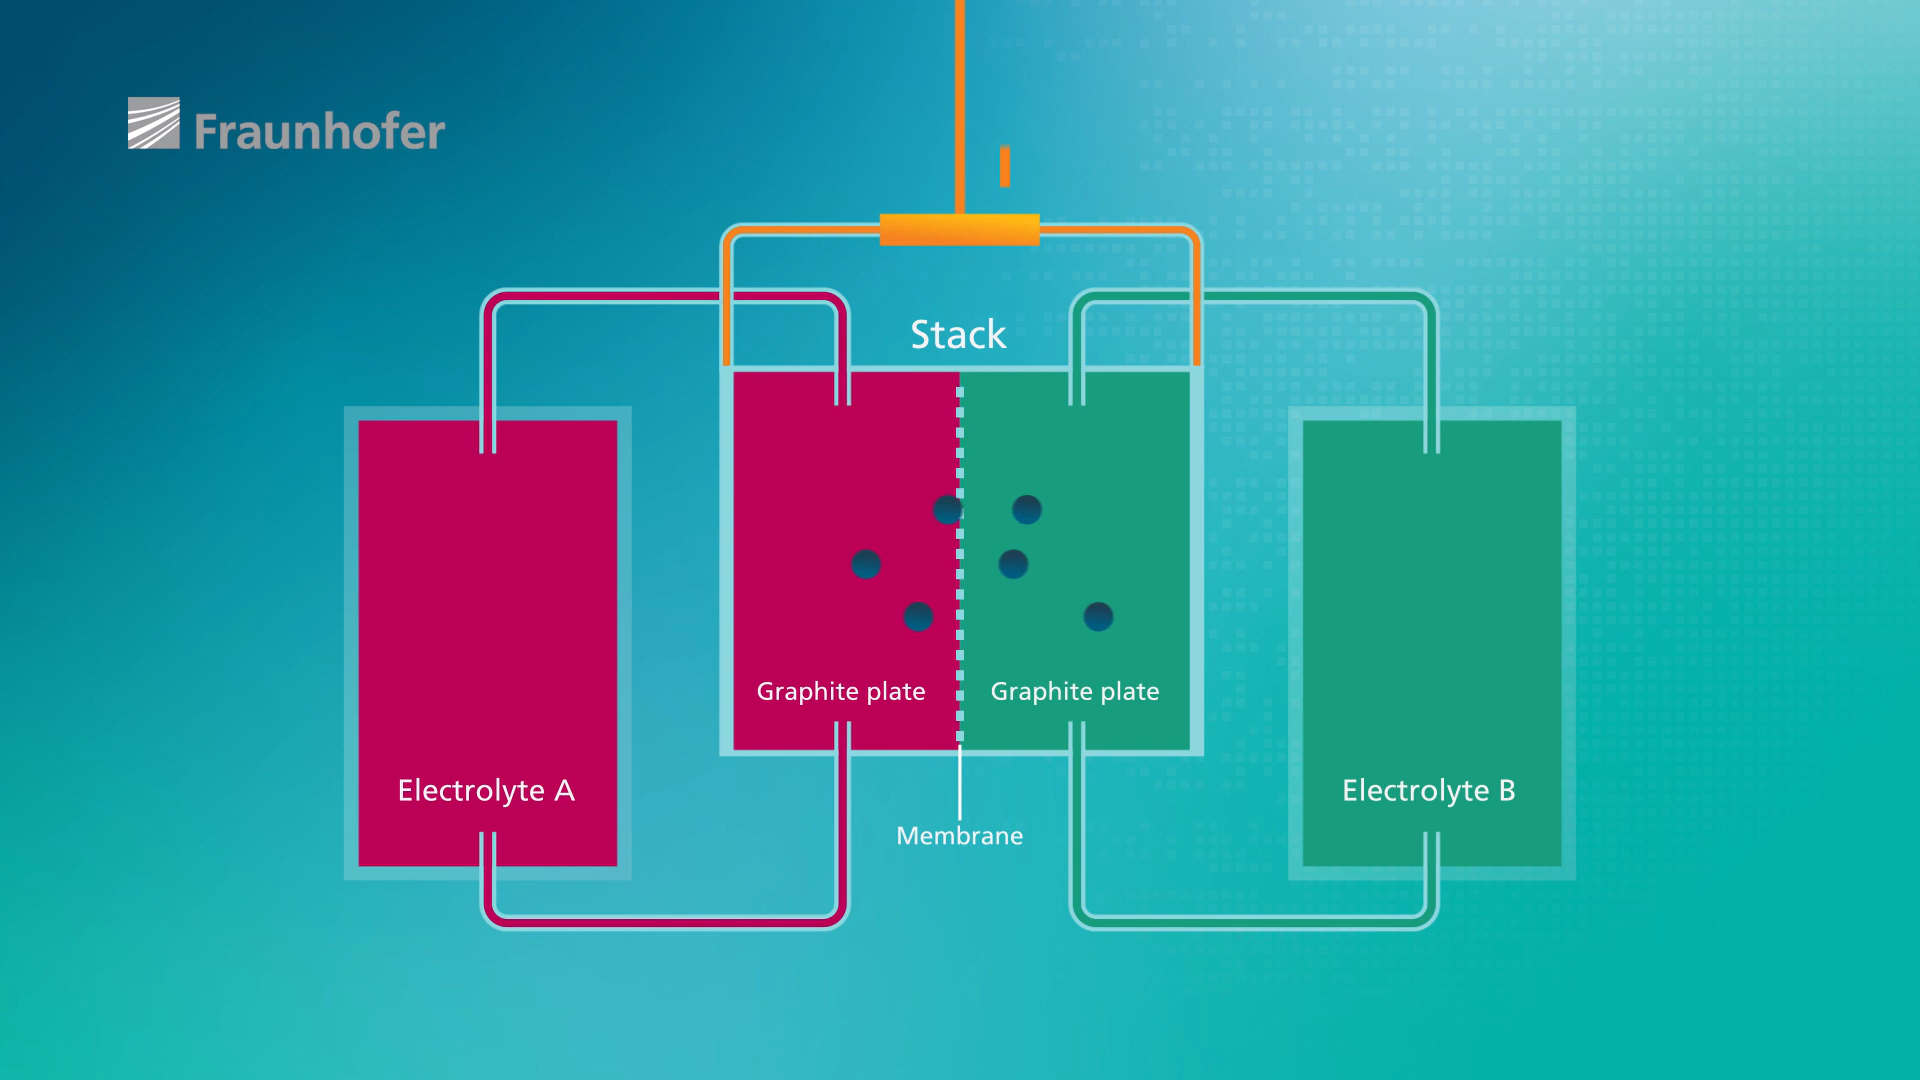 Fraunhofer
Stack
Graphite plate
Graphite plate
Electrolyte A
Electrolyte B
Membrane